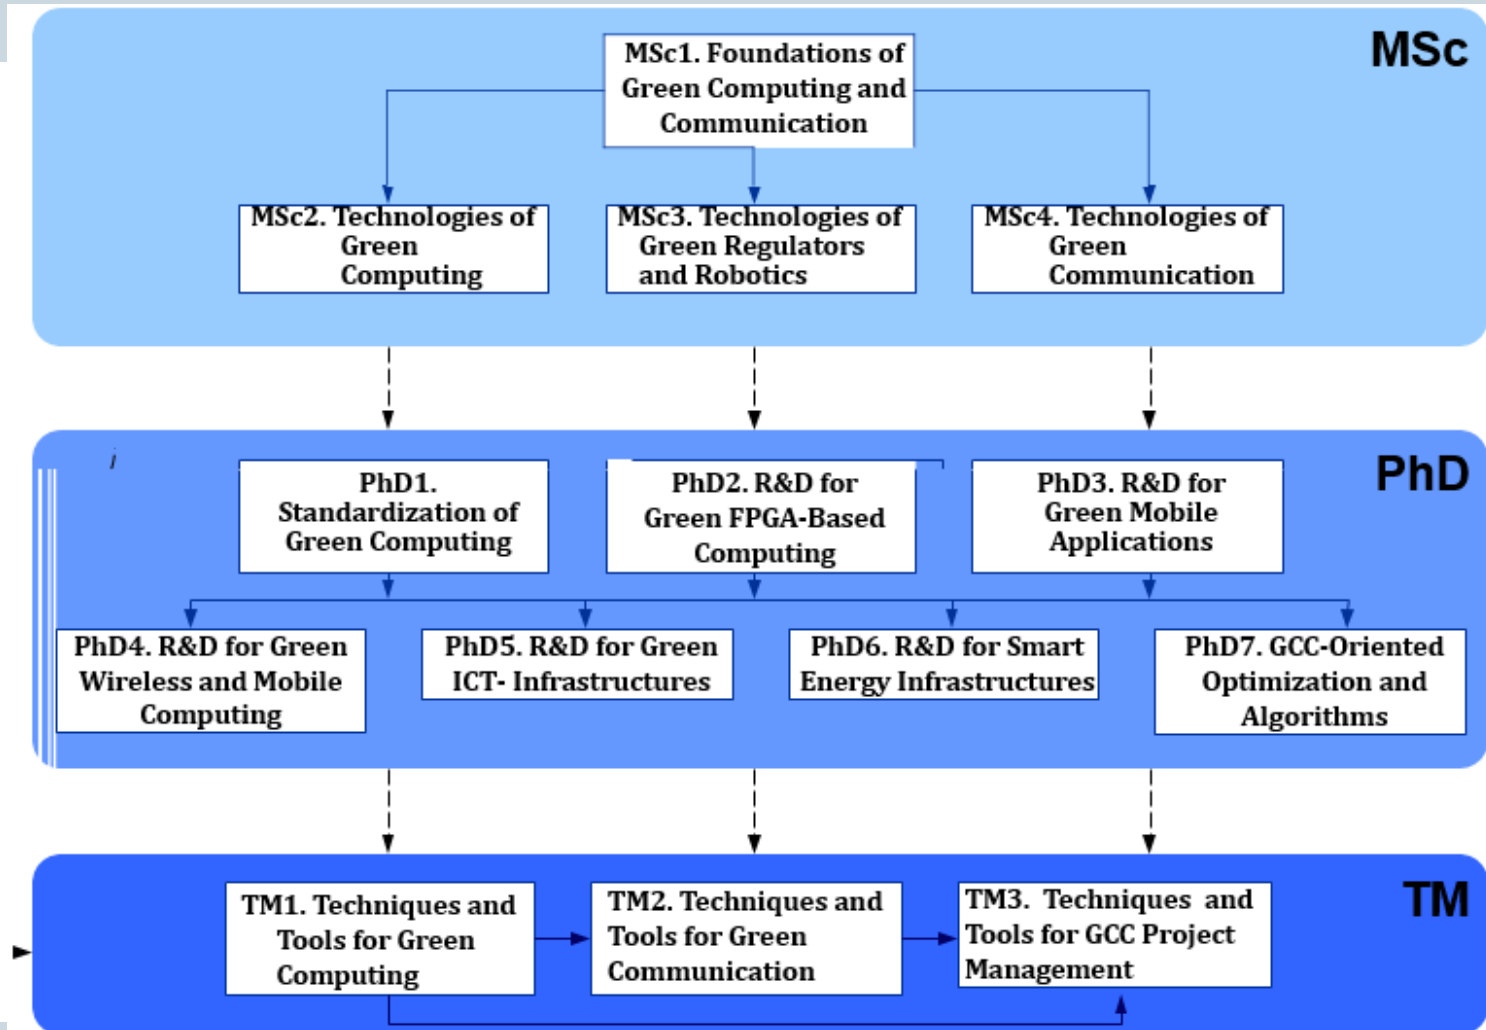 MSc
MSc1. Foundations of
Green Computing and
Communication
MSc2. Technologies of
Green
Computing
MSc3. Technologies of
Green Regulators
and Robotics
MSc4. Technologies of
Green
Communication
i
PhD
PhD1.
Standardization of
Green Computing
PhD2. R&D for
Green FPGA-Based
Computing
PhD3. R&D for
Green Mobile
Applications
PhD4. R&D for Green
Wireless and Mobile
Computing
PhD5. R&D for Green
ICT- Infrastructures
PhD6. R&D for Smart
Energy Infrastructures
PhD7. GCC-Oriented
Optimization and
Algorithms
TM
TM1. Techniques and
Tools for Green
Computing
TM2. Techniques and
Tools for Green
Communication
TM3. Techniques and
Tools for GCC Project
Management